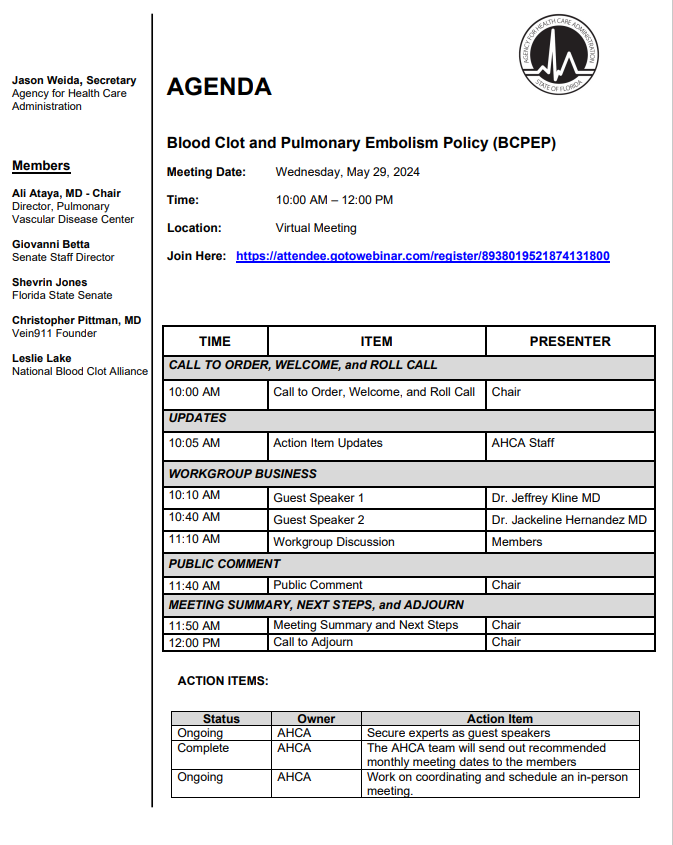 AGENCY FOR HEALTH CARE ADMINISTRATION
STATE OF FLORIDA
Jason Weida, Secretary
Agency for Health Care
Administration
Members
Ali Ataya, MD - Chair
Director, Pulmonary
Vascular Disease Center
Giovanni Betta
Senate Staff Director
Shevrin Jones
Florida State Senate
Christopher Pittman, MD
Vein911 Founder
Leslie Lake
National Blood Clot Alliance
AGENDA
Blood Clot and Pulmonary Embolism Policy (BCPEP)
Meeting Date: Wednesday, May 29, 2024
Time: 10:00 AM – 12:00 PM
Location: Virtual Meeting
Join Here: https://attendee.gotowebinar.com/register/8938019521874131800
TIME ITEM PRESENTER
CALL TO ORDER, WELCOME, and ROLL CALL
10:00 AM Call to Order, Welcome, and Roll Call Chair
UPDATES
10:05 AM Action Item Updates AHCA Staff
WORKGROUP BUSINESS
10:10 AM Guest Speaker 1 Dr. Jeffrey Kline MD
10:40 AM Guest Speaker 2 Dr. Jackeline Hernandez MD
11:10 AM Workgroup Discussion Members
PUBLIC COMMENT
11:40 AM Public Comment Chair
MEETING SUMMARY, NEXT STEPS, and ADJOURN
11:50 AM Meeting Summary and Next Steps Chair
12:00 PM Call to Adjourn Chair
ACTION ITEMS:
Status Owner Action Item
Ongoing AHCA Secure experts as guest speakers
Complete AHCA The AHCA team will send out recommended
monthly meeting dates to the members
Ongoing AHCA Work on coordinating and schedule an in-person
meeting.